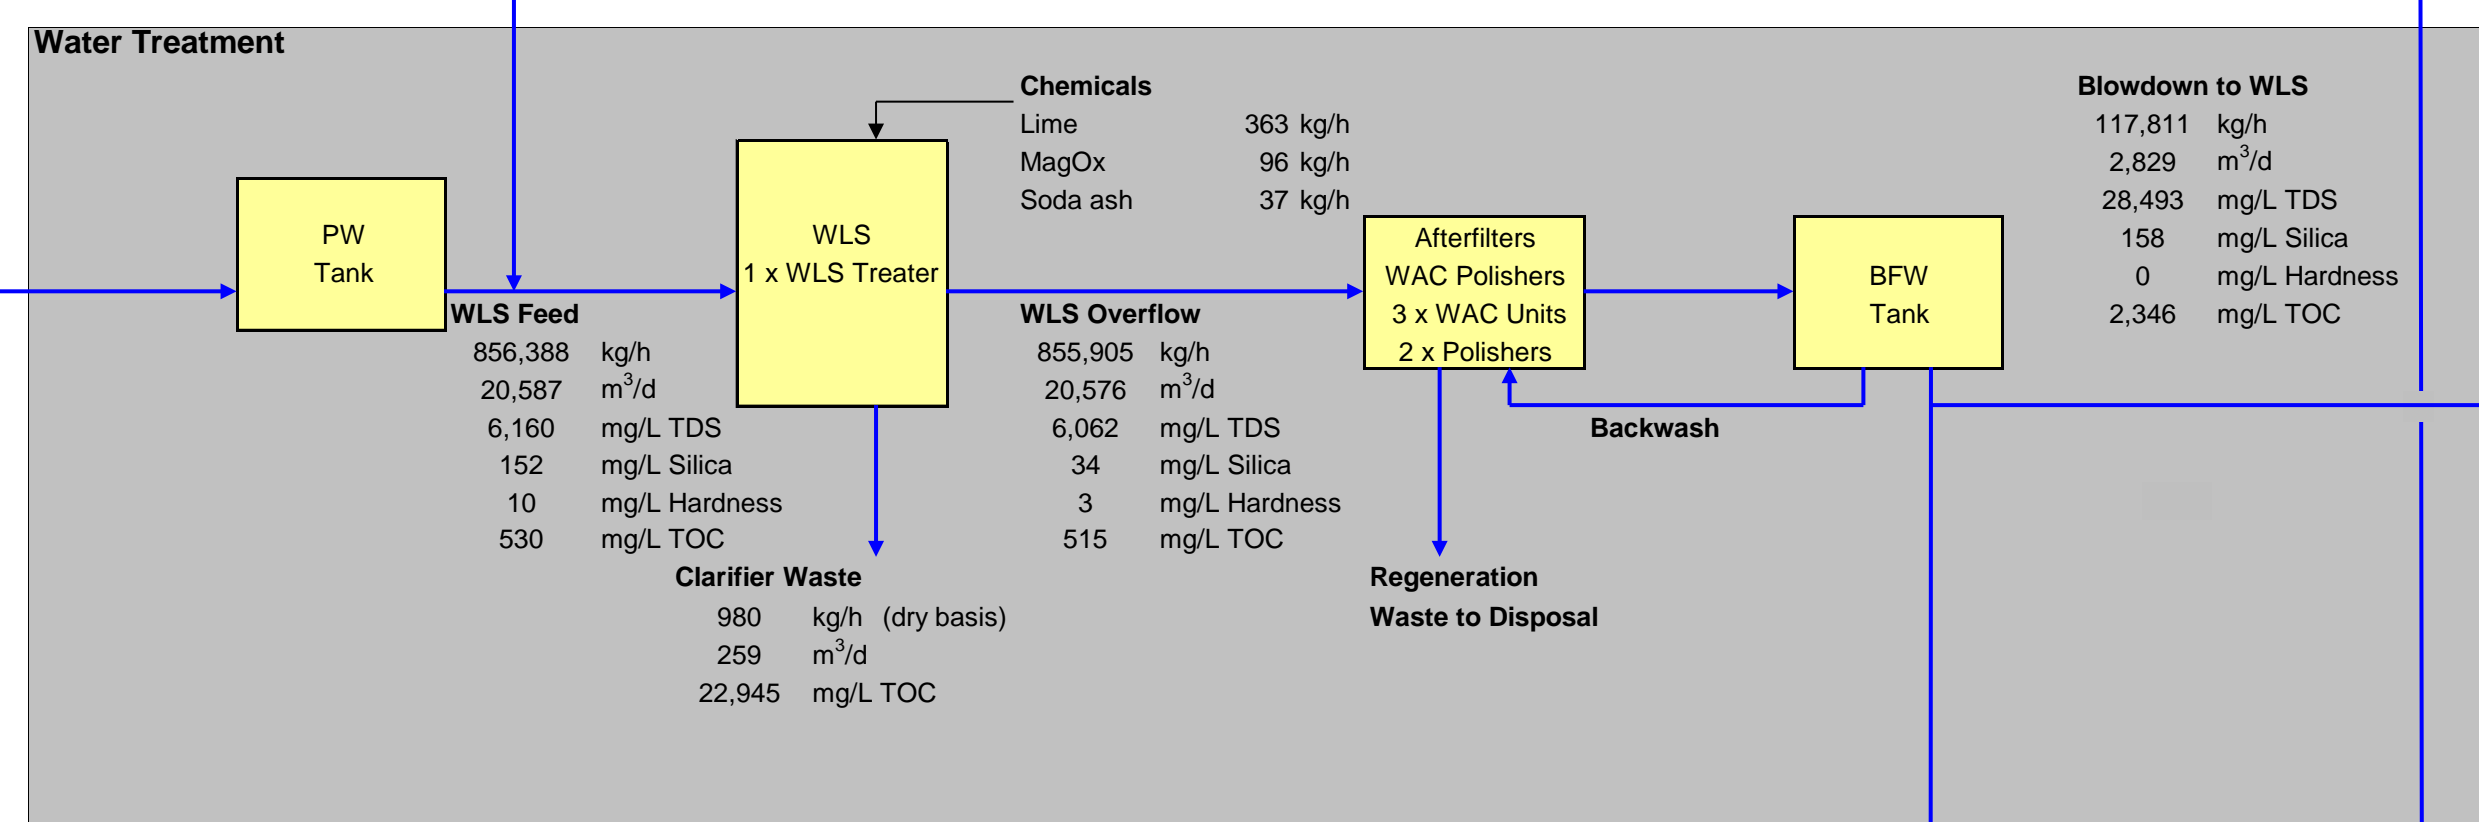 Water Treatment
PW
Tank
WLS Feed
856,388 kg/h
20,587 m³/d
6,160 mg/L TDS
152 mg/L Silica
10 mg/L Hardness
530 mg/L TOC
WLS
1 x WLS Treater
Chemicals
Lime 363 kg/h
MagOx 96 kg/h
Soda ash 37 kg/h
Clarifier Waste
980 kg/h (dry basis)
259 m³/d
22,945 mg/L TOC
WLS Overflow
855,905 kg/h
20,576 m³/d
6,062 mg/L TDS
34 mg/L Silica
3 mg/L Hardness
515 mg/L TOC
Afterfilters
WAC Polishers
3 x WAC Units
2 x Polishers
Regeneration
Waste to Disposal
Backwash
BFW
Tank
Blowdown to WLS
117,811 kg/h
2,829 m³/d
28,493 mg/L TDS
158 mg/L Silica
0 mg/L Hardness
2,346 mg/L TOC